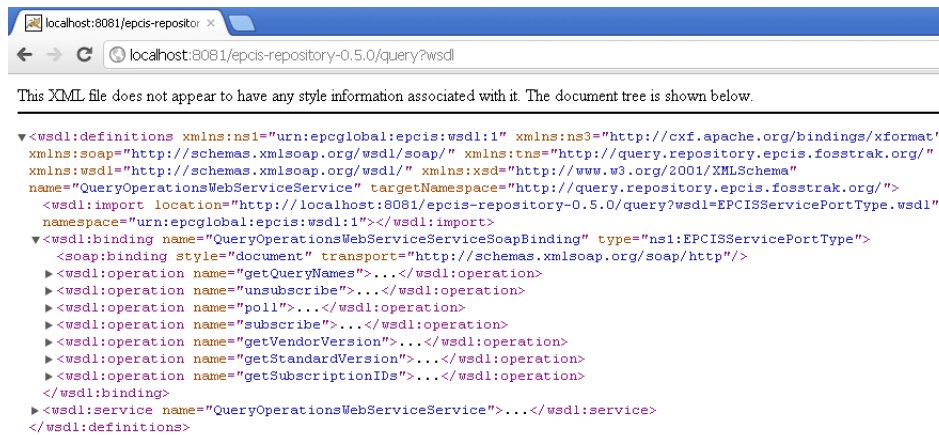 localhost:8081/epcis-repositor
localhost:8081/epcis-repository-0.5.0/query?wsdl
This XML file does not appear to have any style information associated with it. The document tree is shown below.
▼<wsdl:definitions xmlns:ns1="urn:epcglobal:epcis:wsdl:1" xmlns:ns3="http://cxf.apache.org/bindings/xformat"
xmlns:soap="http://schemas.xmlsoap.org/wsdl/soap/" xmlns:tns="http://query.repository.epcis.fosstrak.org/"
xmlns:wsdl="http://schemas.xmlsoap.org/wsdl/" xmlns:xsd="http://www.w3.org/2001/XMLSchema"
name="QueryOperationsWebServiceService" targetNamespace="http://query.repository.epcis.fosstrak.org/">
<wsdl:import location="http://localhost:8081/epcis-repository-0.5.0/query?wsdl=EPCISServicePortType.wsdl"
namespace="urn:epcglobal:epcis:wsdl:1"></wsdl:import>
▼<wsdl:binding name="QueryOperationsWebServiceServiceSoapBinding" type="ns1:EPCISServicePortType">
<soap:binding style="document" transport="http://schemas.xmlsoap.org/soap/http"/>
▶<wsdl:operation name="getQueryNames">...</wsdl:operation>
▶<wsdl:operation name="unsubscribe">...</wsdl:operation>
▶<wsdl:operation name="poll">...</wsdl:operation>
▶<wsdl:operation name="subscribe">...</wsdl:operation>
▶<wsdl:operation name="getVendorVersion">...</wsdl:operation>
▶<wsdl:operation name="getStandardVersion">...</wsdl:operation>
▶<wsdl:operation name="getSubscriptionIDs">...</wsdl:operation>
</wsdl:binding>
▶<wsdl:service name="QueryOperationsWebServiceService">...</wsdl:service>
</wsdl:definitions>